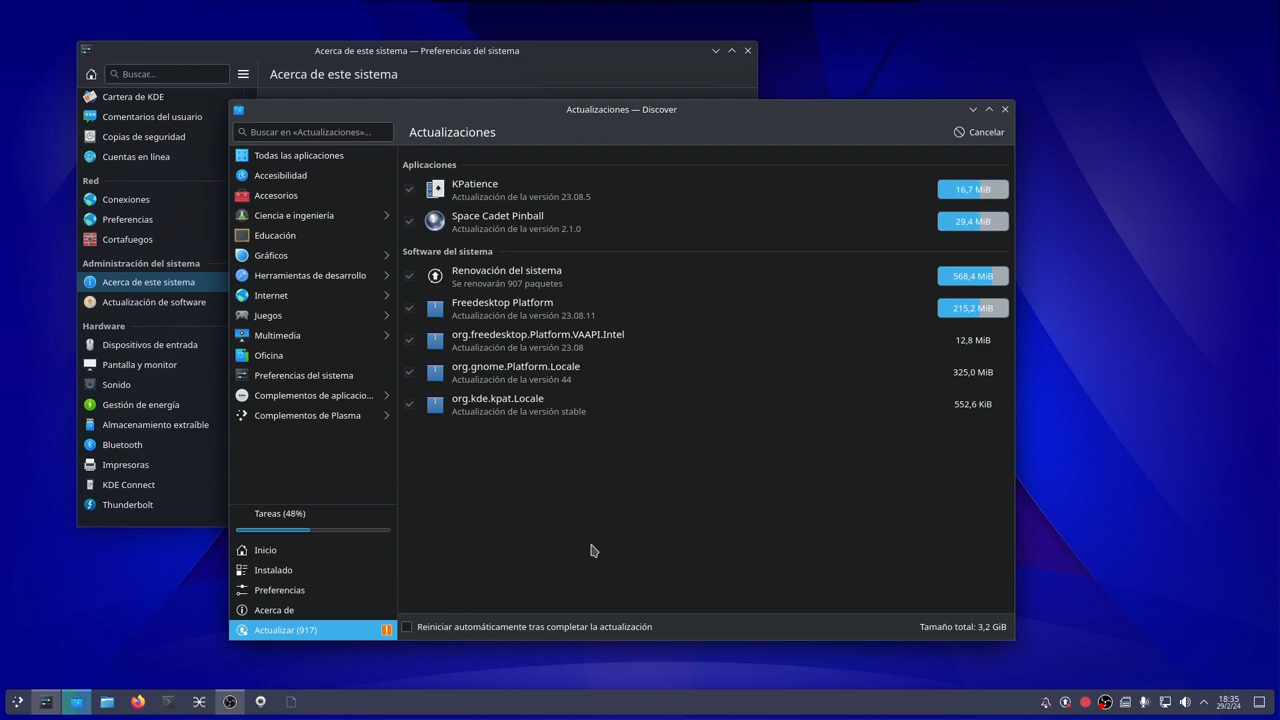 Acerca de este sistema — Preferencias del sistema
Buscar...
Acerca de este sistema
Cartera de KDE
Comentarios del usuario
Copias de seguridad
Cuentas en línea
Red
Conexiones
Preferencias
Cortafuegos
Administración del sistema
Acerca de este sistema
Actualización de software
Hardware
Dispositivos de entrada
Pantalla y monitor
Sonido
Gestión de energía
Almacenamiento extraíble
Bluetooth
Impresoras
KDE Connect
Thunderbolt
Actualizaciones — Discover
Buscar en «Actualizaciones»...
Actualizaciones
Cancelar
Todas las aplicaciones
Accesibilidad
Accesorios
Ciencia e ingeniería
Educación
Gráficos
Herramientas de desarrollo
Internet
Juegos
Multimedia
Oficina
Preferencias del sistema
Complementos de aplicacio...
Complementos de Plasma
Tareas (48%)
Inicio
Instalado
Preferencias
Acerca de
Actualizar (917)
Aplicaciones
KPatience
Actualización de la versión 23.08.5
16,7 MiB
Space Cadet Pinball
Actualización de la versión 2.1.0
29,4 MiB
Software del sistema
Renovación del sistema
Se renovarán 907 paquetes
568,4 MiB
Freedesktop Platform
Actualización de la versión 23.08.11
215,2 MiB
org.freedesktop.Platform.VAAPI.Intel
Actualización de la versión 23.08
12,8 MiB
org.gnome.Platform.Locale
Actualización de la versión 44
325,0 MiB
org.kde.kpat.Locale
Actualización de la versión stable
552,6 KiB
Reiniciar automáticamente tras completar la actualización
Tamaño total: 3,2 GiB
18:35
29/2/24